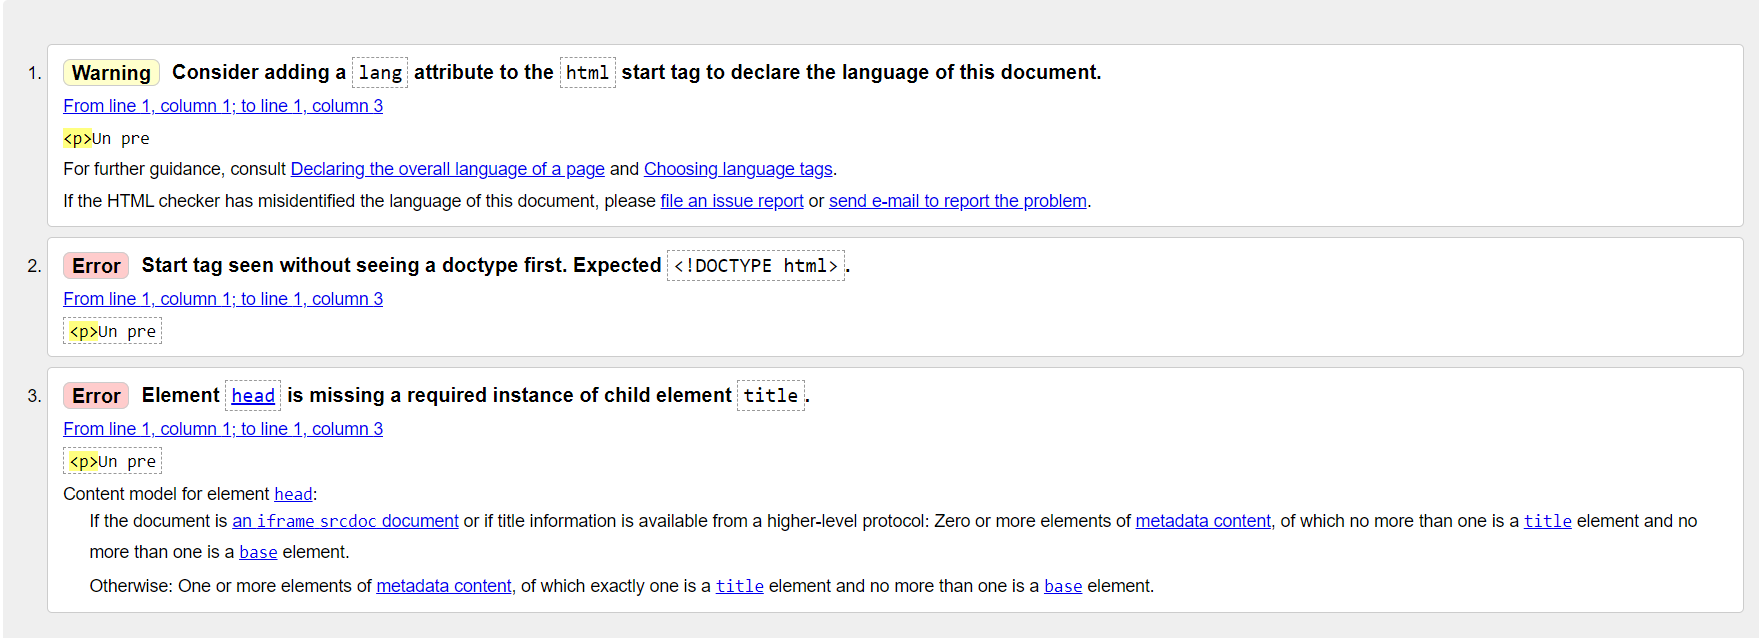 1. Warning Consider adding a lang attribute to the html start tag to declare the language of this document.
From line 1, column 1; to line 1, column 3
<p>Un pre
For further guidance, consult Declaring the overall language of a page and Choosing language tags.
If the HTML checker has misidentified the language of this document, please file an issue report or send e-mail to report the problem.
2. Error Start tag seen without seeing a doctype first. Expected <!DOCTYPE html>.
From line 1, column 1; to line 1, column 3
<p>Un pre
3. Error Element head is missing a required instance of child element title.
From line 1, column 1; to line 1, column 3
<p>Un pre
Content model for element head:
If the document is an iframe srcdoc document or if title information is available from a higher-level protocol: Zero or more elements of metadata content, of which no more than one is a title element and no
more than one is a base element.
Otherwise: One or more elements of metadata content, of which exactly one is a title element and no more than one is a base element.